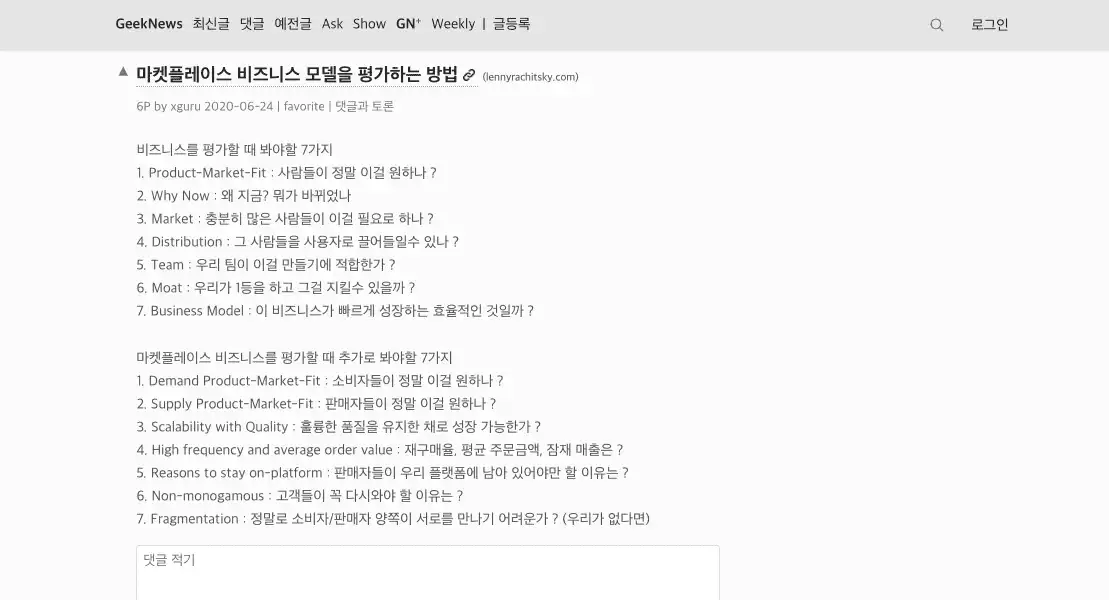 GeekNews 최신글 댓글 예전글 Ask Show GN⁺ Weekly | 글등록 로그인
▲ 마켓플레이스 비즈니스 모델을 평가하는 방법 (lennyrachitsky.com)
6P by xguru 2020-06-24 | favorite | 댓글과 토론
비즈니스를 평가할 때 봐야할 7가지
1. Product-Market-Fit : 사람들이 정말 이걸 원하나 ?
2. Why Now : 왜 지금? 뭐가 바뀌었나
3. Market : 충분히 많은 사람들이 이걸 필요로 하나 ?
4. Distribution : 그 사람들을 사용자로 끌어들일수 있나 ?
5. Team : 우리 팀이 이걸 만들기에 적합한가 ?
6. Moat : 우리가 1등을 하고 그걸 지킬수 있을까 ?
7. Business Model : 이 비즈니스가 빠르게 성장하는 효율적인 것일까 ?
마켓플레이스 비즈니스를 평가할 때 추가로 봐야할 7가지
1. Demand Product-Market-Fit : 소비자들이 정말 이걸 원하나 ?
2. Supply Product-Market-Fit : 판매자들이 정말 이걸 원하나 ?
3. Scalability with Quality : 훌륭한 품질을 유지한 채로 성장 가능한가 ?
4. High frequency and average order value : 재구매율, 평균 주문금액, 잠재 매출은 ?
5. Reasons to stay on-platform : 판매자들이 우리 플랫폼에 남아 있어야만 할 이유는 ?
6. Non-monogamous : 고객들이 꼭 다시와야 할 이유는 ?
7. Fragmentation : 정말로 소비자/판매자 양쪽이 서로를 만나기 어려운가 ? (우리가 없다면)
댓글 적기